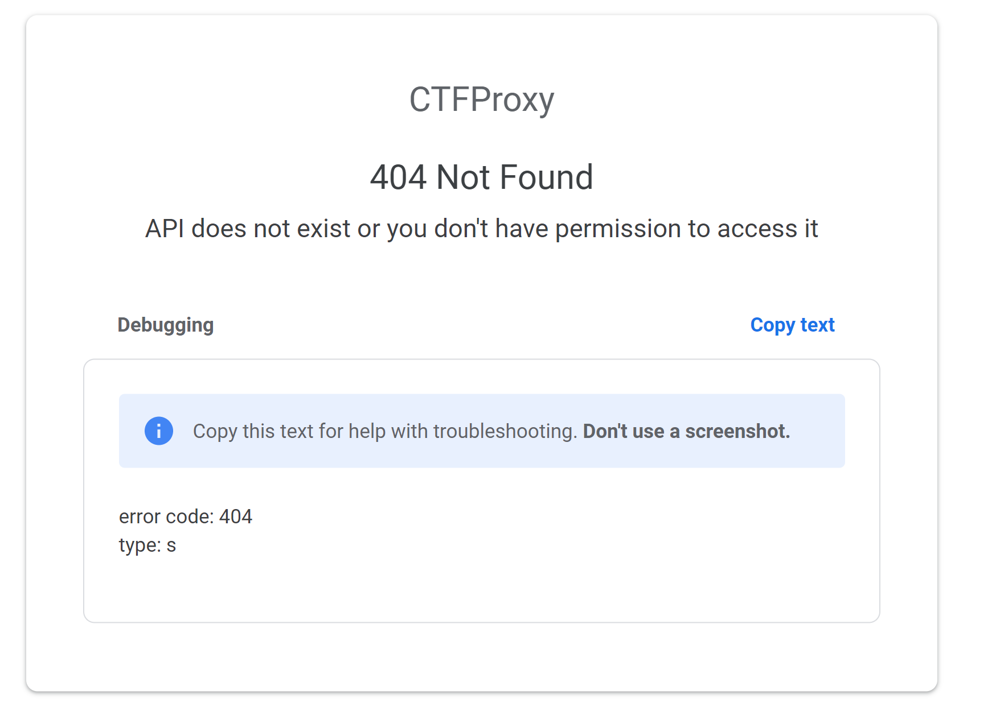 CTFProxy
404 Not Found
API does not exist or you don't have permission to access it
Debugging
Copy text
Copy this text for help with troubleshooting. Don't use a screenshot.
error code: 404
type: s